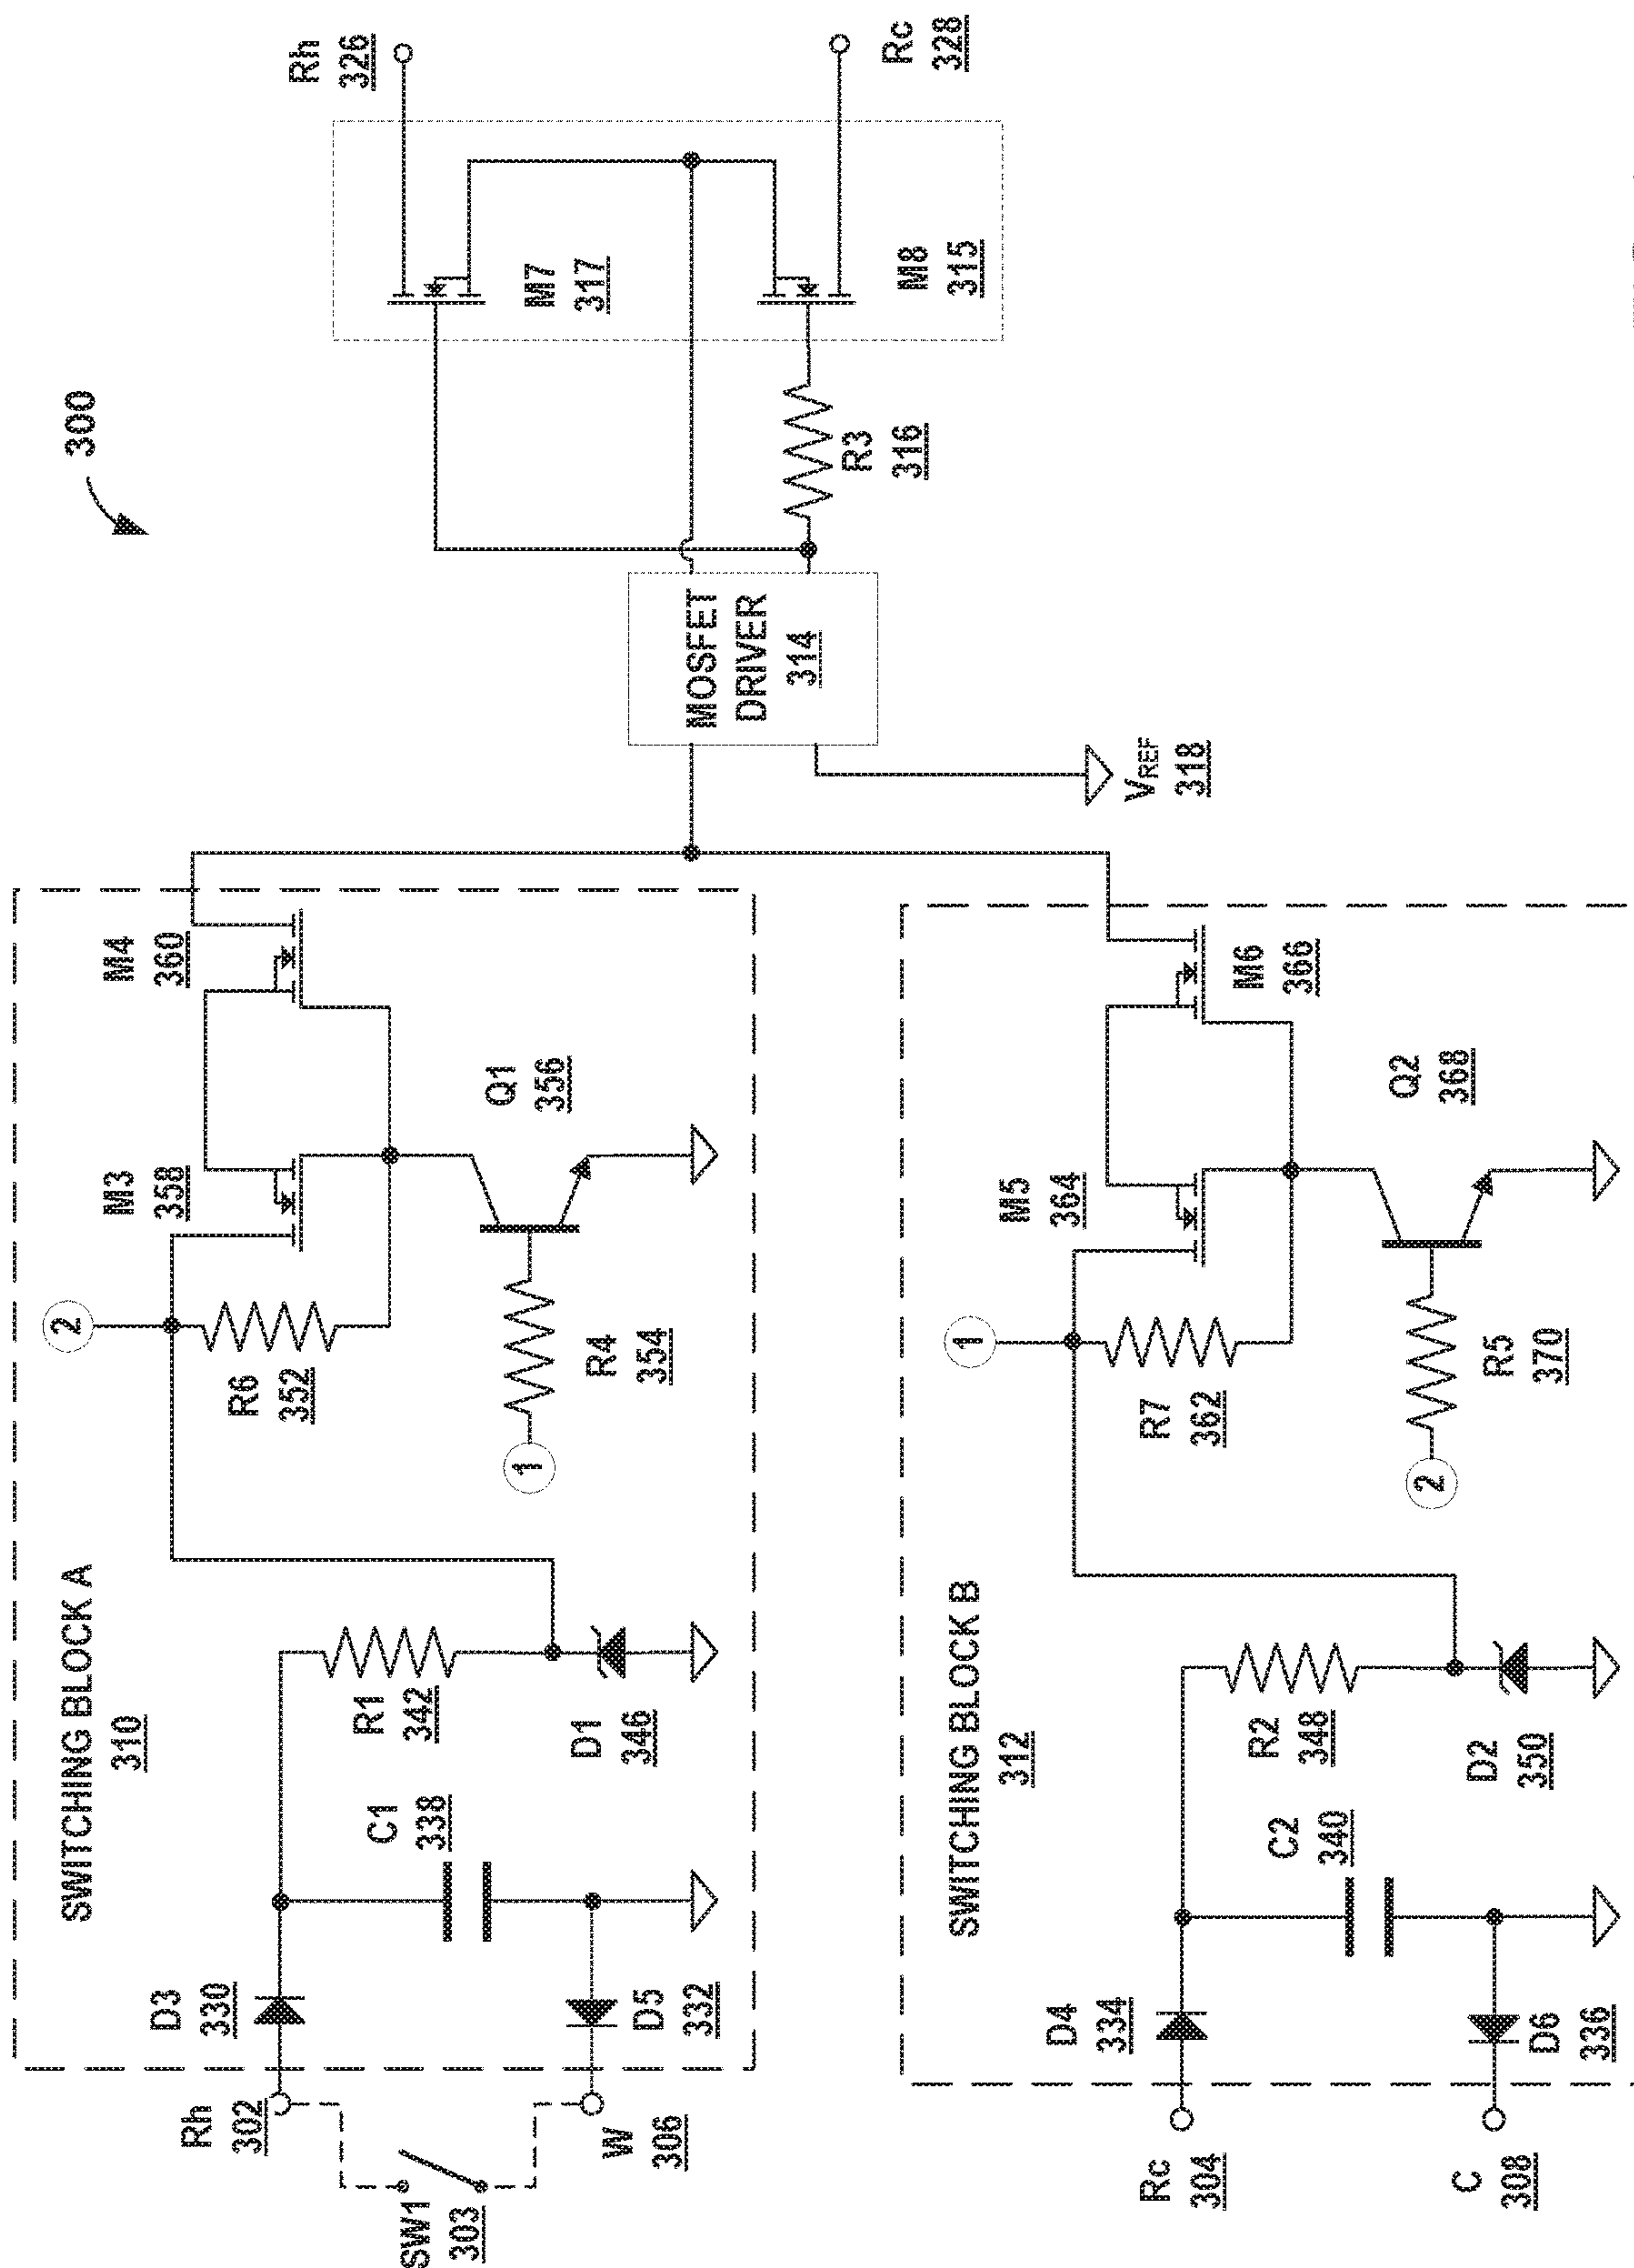 300
SWITCHING BLOCK A
310
Rh
302
SW1
303
W
306
D3
330
D5
332
C1
338
R1
342
D1
346
2
R6
352
1
R4
354
M3
358
M4
360
Q1
356
SWITCHING BLOCK B
312
Rc
304
C
308
D4
334
D6
336
C2
340
R2
348
D2
350
1
R7
362
2
R5
370
M5
364
M6
366
Q2
368
MOSFET
DRIVER
314
VREF
318
R3
316
M7
317
M8
315
Rh
326
Rc
328